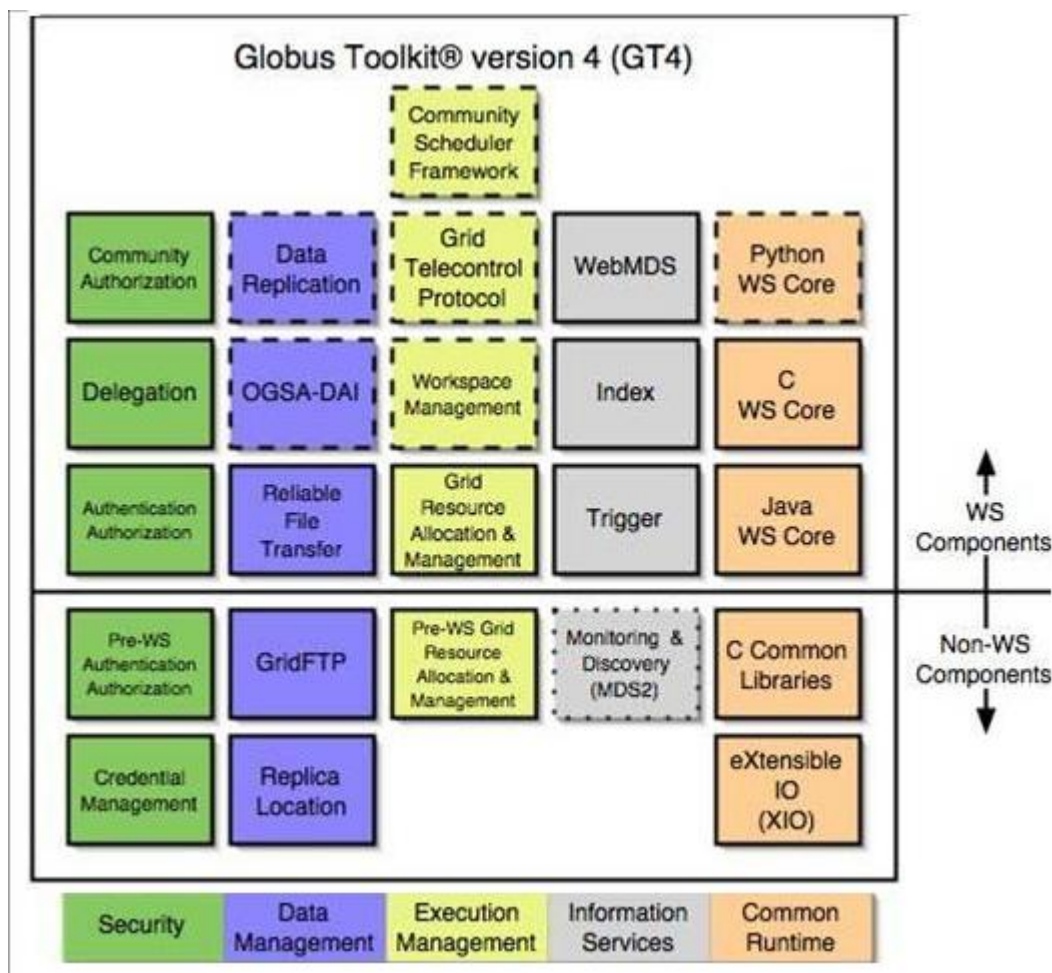 Globus Toolkit® version 4 (GT4)
Community
Scheduler
Framework
Community
Authorization
Data
Replication
Grid
Telecontrol
Protocol
WebMDS
Python
WS Core
Delegation
OGSA-DAI
Workspace
Management
Index
C
WS Core
Authentication
Authorization
Reliable
File
Transfer
Grid
Resource
Allocation &
Management
Trigger
Java
WS Core
WS
Components
Pre-WS
Authentication
Authorization
GridFTP
Pre-WS Grid
Resource
Allocation &
Management
Monitoring &
Discovery
(MDS2)
C Common
Libraries
Non-WS
Components
Credential
Management
Replica
Location
eXtensible
IO
(XIO)
Security
Data
Management
Execution
Management
Information
Services
Common
Runtime